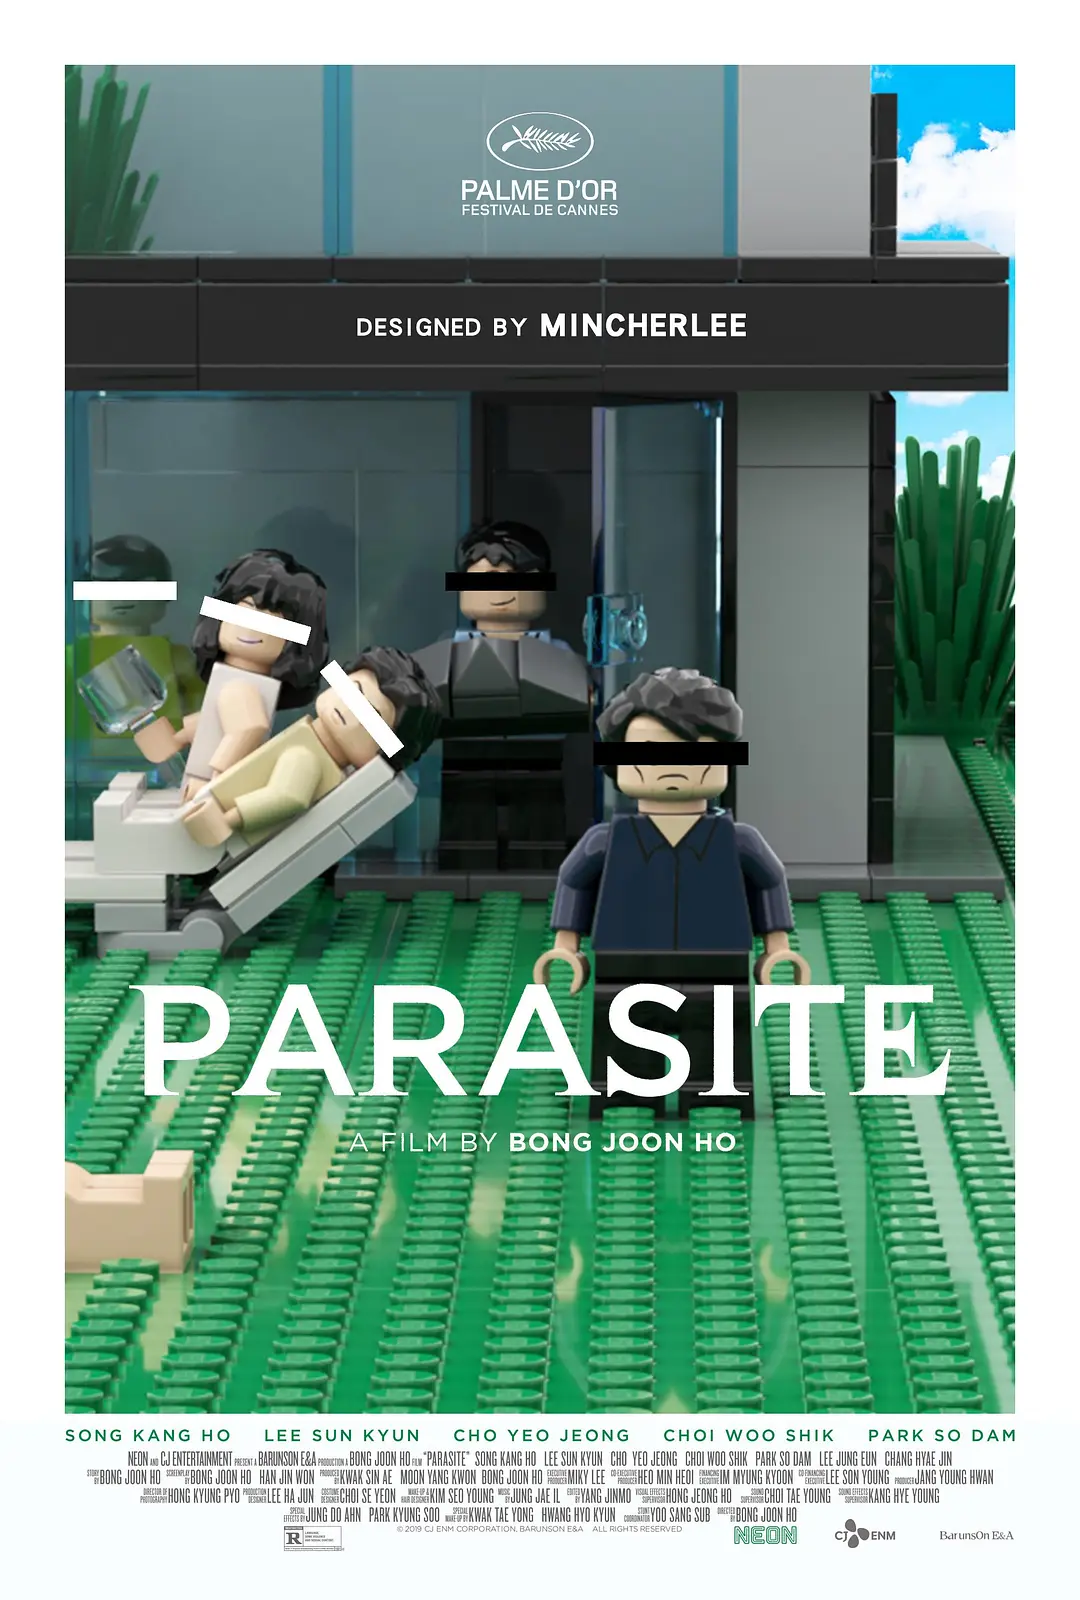 PALME D'OR
FESTIVAL DE CANNES
DESIGNED BY MINCHERLEE
PARASITE
A FILM BY BONG JOON HO
SONG KANG HO LEE SUN KYUN CHO YEO JEONG CHOI WOO SHIK PARK SO DAM
NEON AND CJ ENTERTAINMENT PRESENT A BARUNSON E&A PRODUCTION A BONG JOON HO FILM "PARASITE" SONG KANG HO LEE SUN KYUN CHO YEO JEONG CHOI WOO SHIK PARK SO DAM LEE JUNG EUN CHANG HYAE JIN
STORY BY BONG JOON HO SCREENPLAY BY BONG JOON HO HAN JIN WON PRODUCED BY KWAK SIN AE MOON YANG KWON BONG JOON HO EXECUTIVE PRODUCER MIKY LEE CO-EXECUTIVE PRODUCER HEO MIN HEOI FINANCING EXECUTIVE IM MYUNG KYOON CO-FINANCING EXECUTIVE LEE SON YOUNG PRODUCER JANG YOUNG HWAN
DIRECTOR OF PHOTOGRAPHY HONG KYUNG PYO PRODUCTION DESIGNER LEE HA JUN COSTUME DESIGNER CHOI SE YEON MAKE-UP & HAIR DESIGNER KIM SEO YOUNG MUSIC BY JUNG JAE IL EDITED BY YANG JINMO VISUAL EFFECTS SUPERVISOR HONG JEONG HO SOUND SUPERVISOR CHOI TAE YOUNG SOUND EFFECTS SUPERVISOR KANG HYE YOUNG
SPECIAL EFFECTS BY JUNG DO AHN PARK KYUNG SOO SPECIAL MAKE-UP BY KWAK TAE YONG HWANG HYO KYUN STUNT COORDINATOR YOO SANG SUB DIRECTED BY BONG JOON HO
© 2019 CJ ENM CORPORATION, BARUNSON E&A ALL RIGHTS RESERVED
R
NEON
CJ ENM
BarunsOn E&A